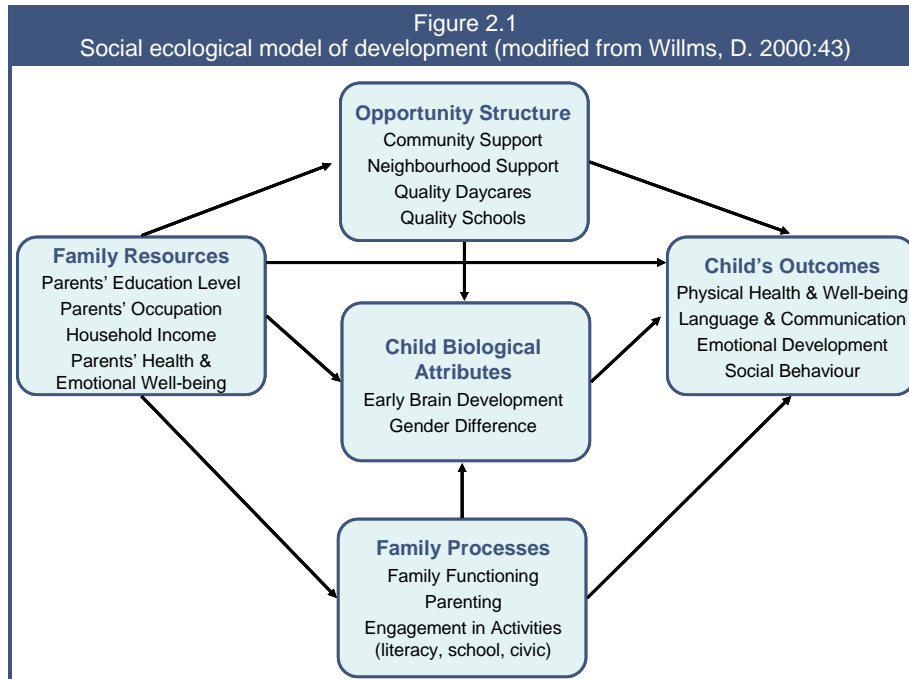 Figure 2.1
Social ecological model of development (modified from Willms, D. 2000:43)
Opportunity Structure
Community Support
Neighbourhood Support
Quality Daycares
Quality Schools
Family Resources
Parents' Education Level
Parents' Occupation
Household Income
Parents' Health &
Emotional Well-being
Child Biological
Attributes
Early Brain Development
Gender Difference
Child's Outcomes
Physical Health & Well-being
Language & Communication
Emotional Development
Social Behaviour
Family Processes
Family Functioning
Parenting
Engagement in Activities
(literacy, school, civic)